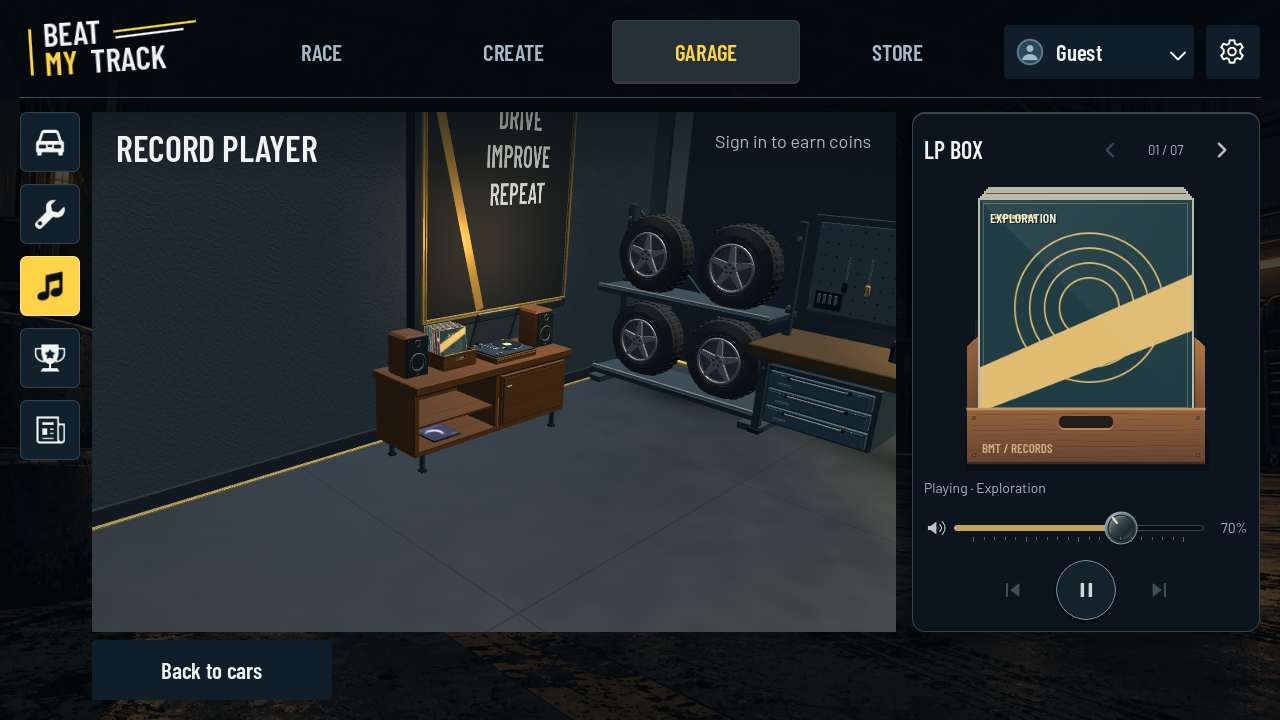 BEAT
MY TRACK
RACE
CREATE
GARAGE
STORE
Guest
RECORD PLAYER
DRIVE
IMPROVE
REPEAT
Sign in to earn coins
LP BOX
01 / 07
EXPLORATION
BMT / RECORDS
Playing · Exploration
70%
Back to cars